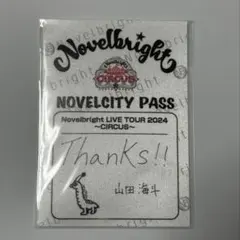 Novelbright
CIRCUS
NOVELCITY PASS
Novelbright LIVE TOUR 2024
~CIRCUS~
Thanks!!
山田海斗